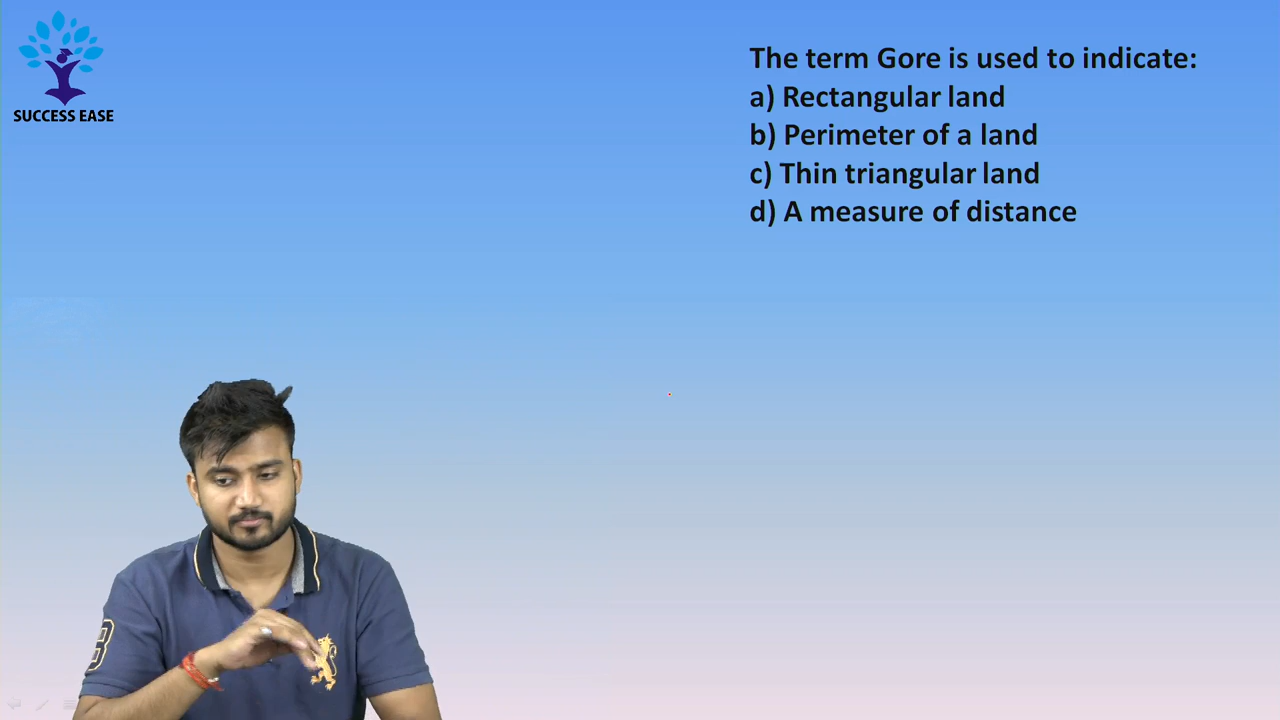 SUCCESS EASE
The term Gore is used to indicate:
a) Rectangular land
b) Perimeter of a land
c) Thin triangular land
d) A measure of distance